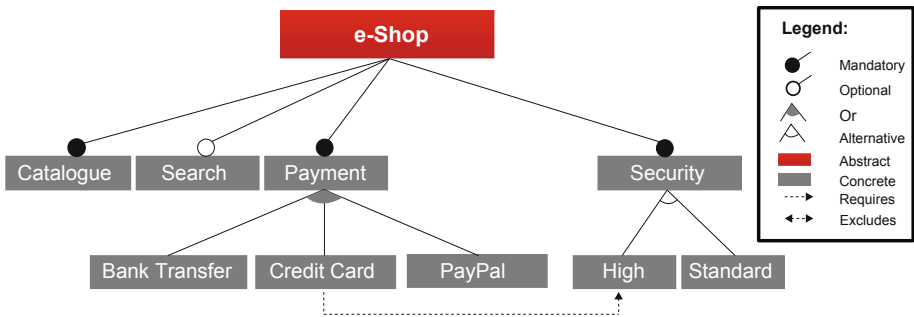 e-Shop
Catalogue
Search
Payment
Security
Bank Transfer
Credit Card
PayPal
High
Standard
Legend:
Mandatory
Optional
Or
Alternative
Abstract
Concrete
Requires
Excludes